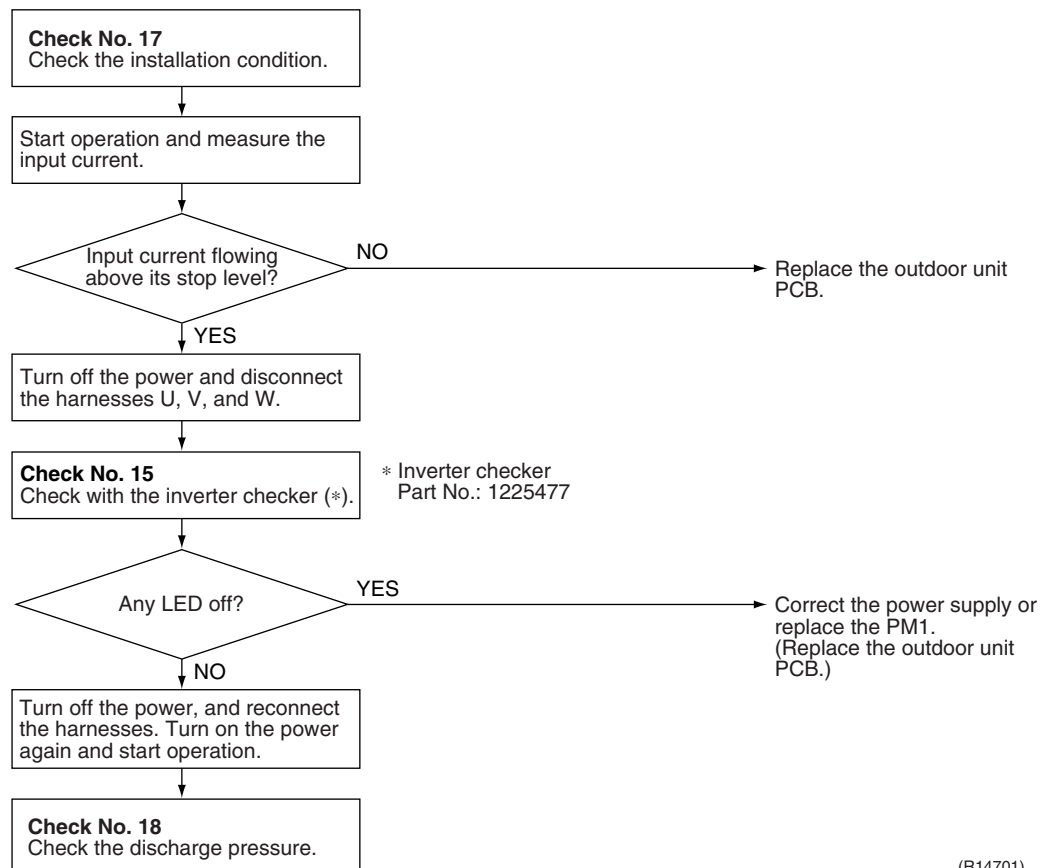 Check No. 17
Check the installation condition.
Start operation and measure the
input current.
Input current flowing
above its stop level?
NO
Replace the outdoor unit
PCB.
YES
Turn off the power and disconnect
the harnesses U, V, and W.
Check No. 15
Check with the inverter checker (∗).
∗ Inverter checker
Part No.: 1225477
Any LED off?
YES
Correct the power supply or
replace the PM1.
(Replace the outdoor unit
PCB.)
NO
Turn off the power, and reconnect
the harnesses. Turn on the power
again and start operation.
Check No. 18
Check the discharge pressure.
(R14701)